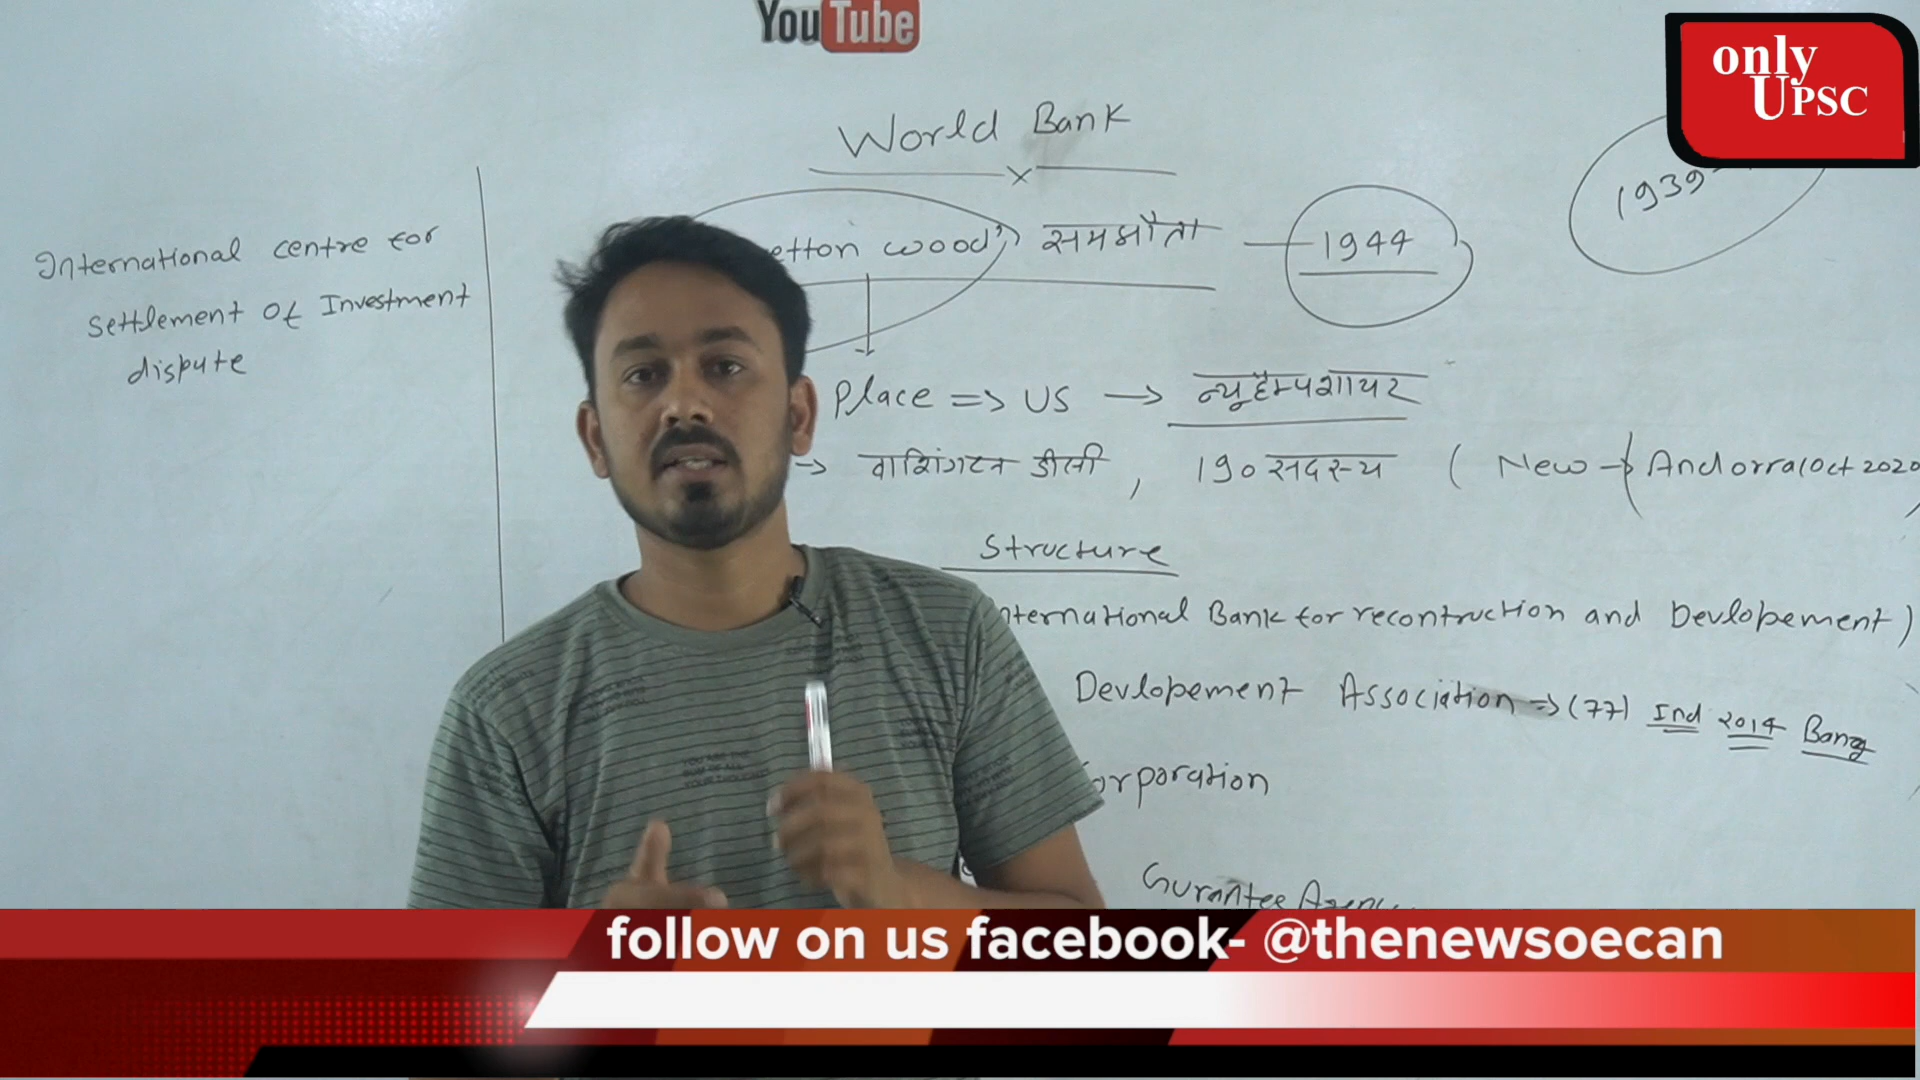 YouTube
only
UPSC
World Bank
etton wood" समझौता — 1944
1939
International centre for
settlement of Investment
dispute
Place => US → न्यूहैम्पशायर
→ वाशिंगटन डीसी, 190 सदस्य ( New → Andorra (Oct 2020
Structure
nternational Bank for recontruction and Devlopement)
Devlopement Association => (77) Ind 2014
orporation
Gurantee Agenc
follow on us facebook- @thenewsoecan